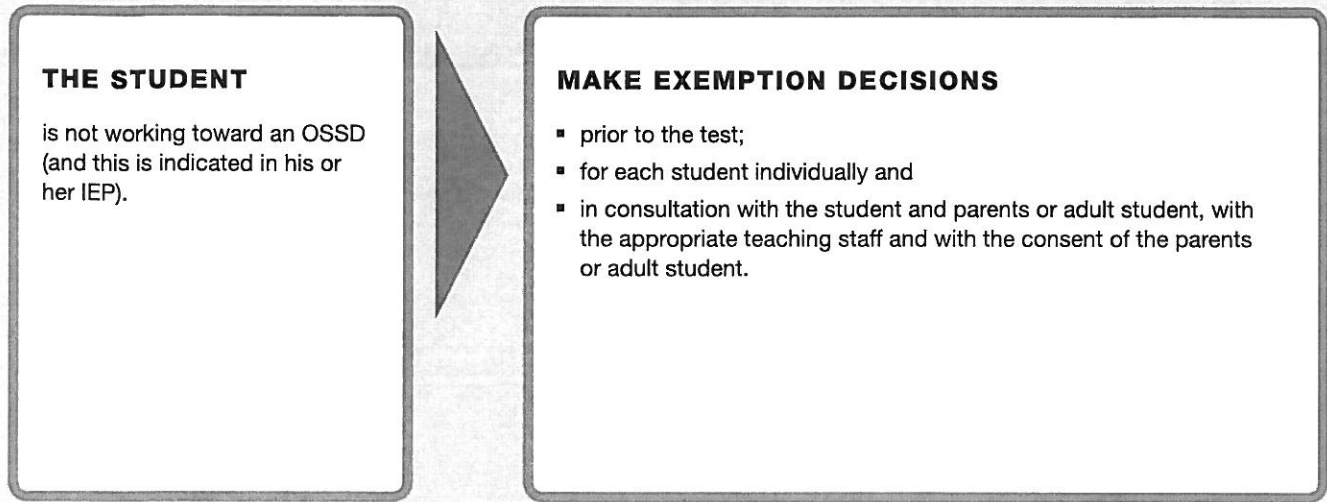 THE STUDENT
is not working toward an OSSD
(and this is indicated in his or
her IEP).
MAKE EXEMPTION DECISIONS
▪ prior to the test;
▪ for each student individually and
▪ in consultation with the student and parents or adult student, with
the appropriate teaching staff and with the consent of the parents
or adult student.